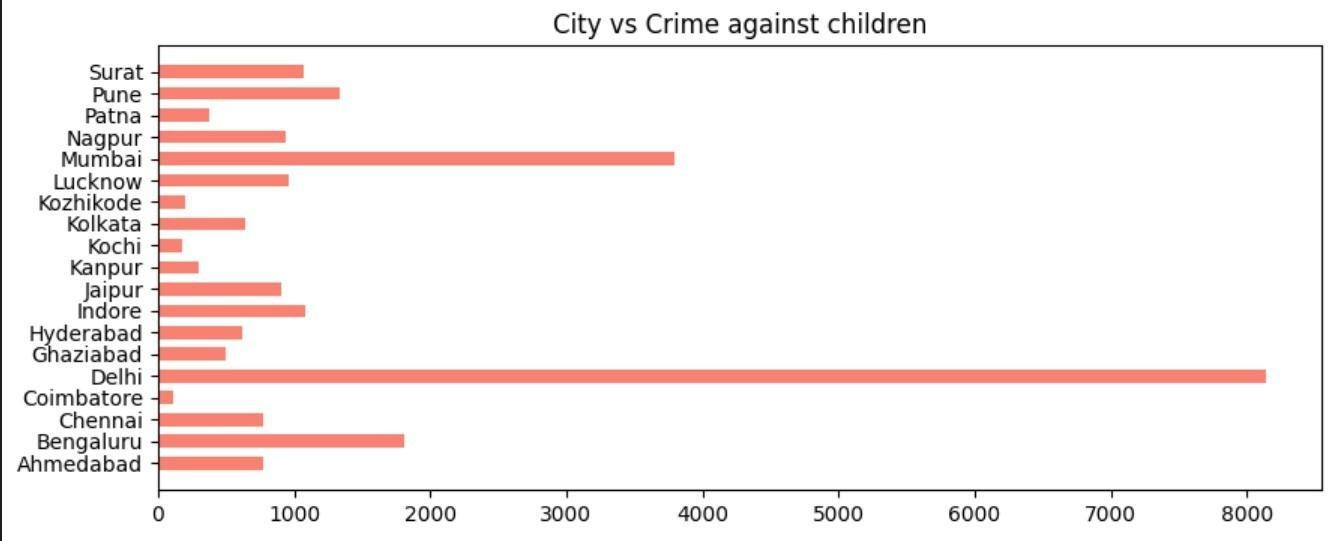 City vs Crime against children
Surat
Pune
Patna
Nagpur
Mumbai
Lucknow
Kozhikode
Kolkata
Kochi
Kanpur
Jaipur
Indore
Hyderabad
Ghaziabad
Delhi
Coimbatore
Chennai
Bengaluru
Ahmedabad
0 1000 2000 3000 4000 5000 6000 7000 8000